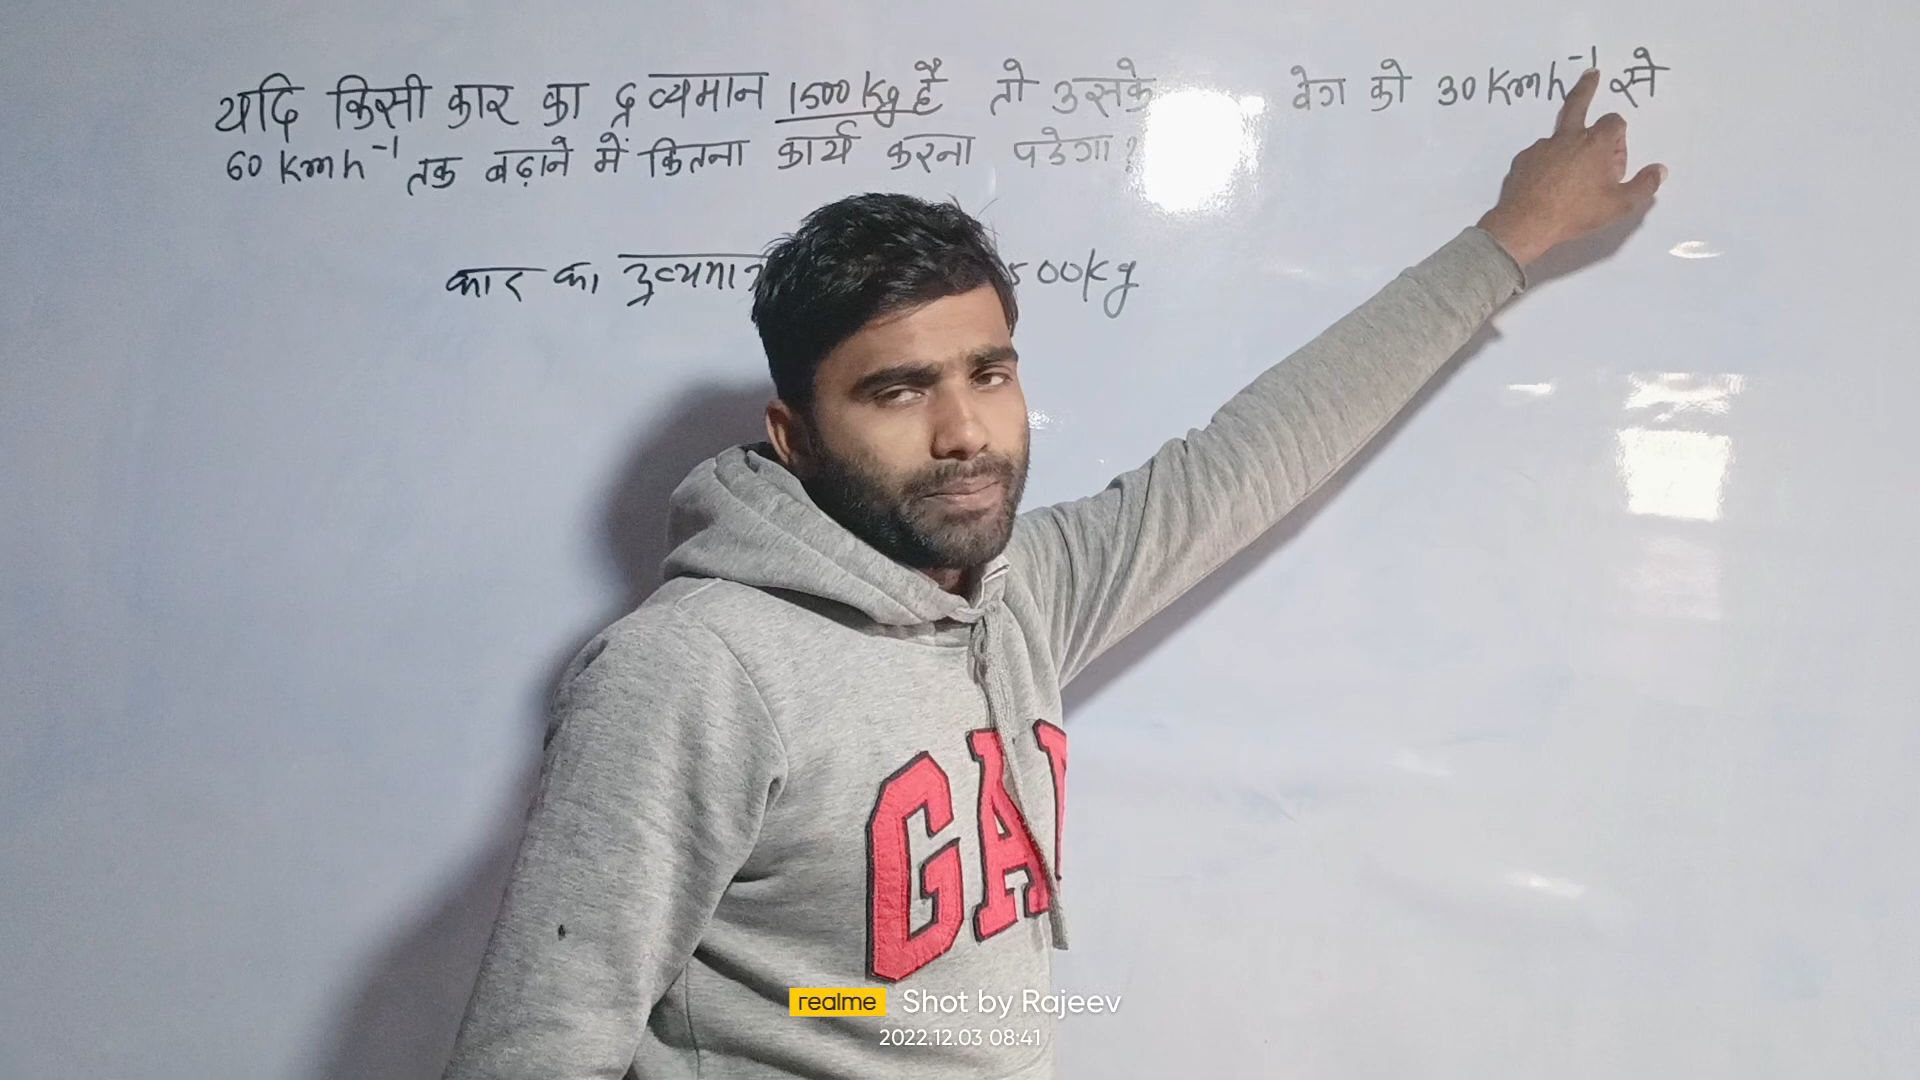 यदि किसी कार का द्रव्यमान 1500 kg है तो उसके वेग को 30 Kmh⁻¹ से
60 Kmh⁻¹ तक बढ़ाने में कितना कार्य करना पडेगा?
कार का द्रव्यमा 500kg
GAP
realme Shot by Rajeev
2022.12.03 08:41